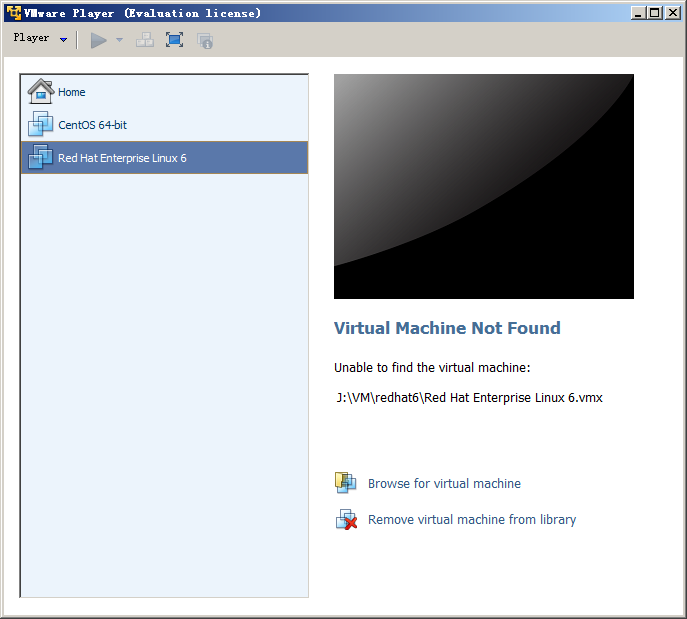 VMware Player (Evaluation license)
Player
Home
CentOS 64-bit
Red Hat Enterprise Linux 6
Virtual Machine Not Found
Unable to find the virtual machine:
J:\VM\redhat6\Red Hat Enterprise Linux 6.vmx
Browse for virtual machine
Remove virtual machine from library